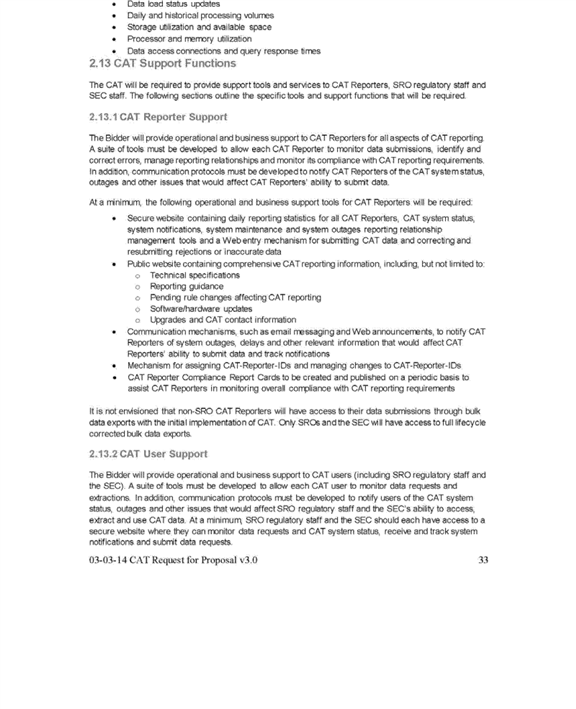 • Data load status updates
• Daily and historical processing volumes
• Storage utilization and available space
• Processor and memory utilization
• Data access connections and query response times
2.13 CAT Support Functions
The CAT will be required to provide support tools and services to CAT Reporters, SRO regulatory staff and
SEC staff. The following sections outline the specific tools and support functions that will be required.
2.13.1 CAT Reporter Support
The Bidder will provide operational and business support to CAT Reporters for all aspects of CAT reporting.
A suite of tools must be developed to allow each CAT Reporter to monitor data submissions, identify and
correct errors, manage reporting relationships and monitor its compliance with CAT reporting requirements.
In addition, communication protocols must be developed to notify CAT Reporters of the CAT system status,
outages and other issues that would affect CAT Reporters' ability to submit data.
At a minimum, the following operational and business support tools for CAT Reporters will be required:
• Secure website containing daily reporting statistics for all CAT Reporters, CAT system status,
system notifications, system maintenance and system outages reporting relationship
management tools and a Web entry mechanism for submitting CAT data and correcting and
resubmitting rejections or inaccurate data
• Public website containing comprehensive CAT reporting information, including, but not limited to:
o Technical specifications
o Reporting guidance
o Pending rule changes affecting CAT reporting
o Software/hardware updates
o Upgrades and CAT contact information
• Communication mechanisms, such as email messaging and Web announcements, to notify CAT
Reporters of system outages, delays and other relevant information that would affect CAT
Reporters' ability to submit data and track notifications
• Mechanism for assigning CAT-Reporter-IDs and managing changes to CAT-Reporter-IDs
• CAT Reporter Compliance Report Cards to be created and published on a periodic basis to
assist CAT Reporters in monitoring overall compliance with CAT reporting requirements
It is not envisioned that non-SRO CAT Reporters will have access to their data submissions through bulk
data exports with the initial implementation of CAT. Only SROs and the SEC will have access to full lifecycle
corrected bulk data exports.
2.13.2 CAT User Support
The Bidder will provide operational and business support to CAT users (including SRO regulatory staff and
the SEC). A suite of tools must be developed to allow each CAT user to monitor data requests and
extractions. In addition, communication protocols must be developed to notify users of the CAT system
status, outages and other issues that would affect SRO regulatory staff and the SEC's ability to access,
extract and use CAT data. At a minimum, SRO regulatory staff and the SEC should each have access to a
secure website where they can monitor data requests and CAT system status, receive and track system
notifications and submit data requests.
03-03-14 CAT Request for Proposal v3.0 33